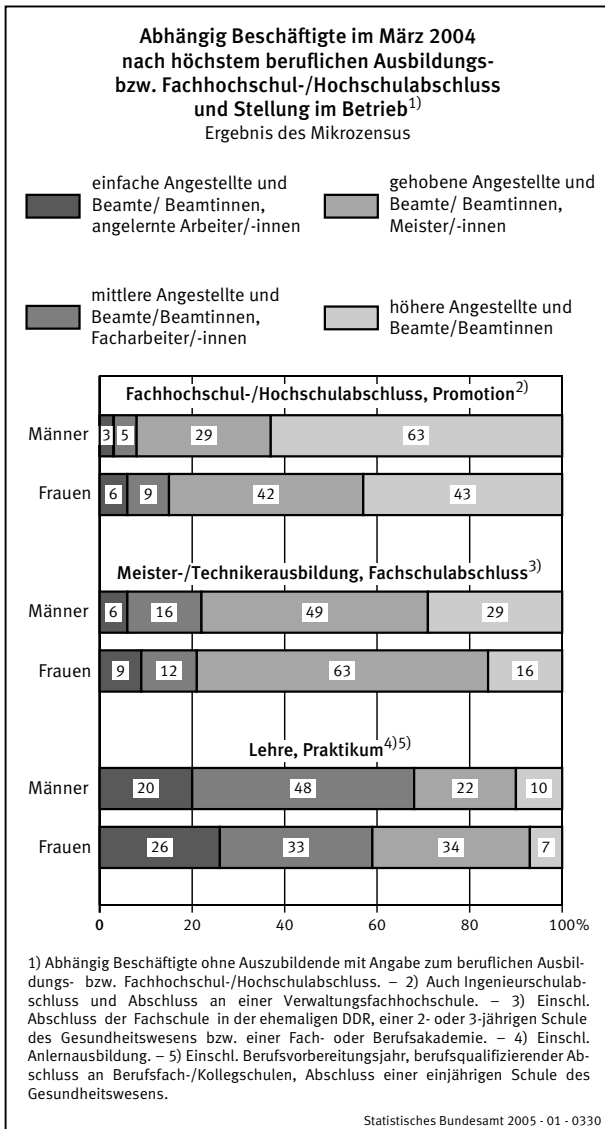 Abhängig Beschäftigte im März 2004
nach höchstem beruflichen Ausbildungs-
bzw. Fachhochschul-/Hochschulabschluss
und Stellung im Betrieb1)
Ergebnis des Mikrozensus
einfache Angestellte und
Beamte/ Beamtinnen,
angelernte Arbeiter/-innen
gehobene Angestellte und
Beamte/ Beamtinnen,
Meister/-innen
mittlere Angestellte und
Beamte/Beamtinnen,
Facharbeiter/-innen
höhere Angestellte und
Beamte/Beamtinnen
Fachhochschul-/Hochschulabschluss, Promotion2)
Männer 3 5 29 63
Frauen 6 9 42 43
Meister-/Technikerausbildung, Fachschulabschluss3)
Männer 6 16 49 29
Frauen 9 12 63 16
Lehre, Praktikum4)5)
Männer 20 48 22 10
Frauen 26 33 34 7
0 20 40 60 80 100%
1) Abhängig Beschäftigte ohne Auszubildende mit Angabe zum beruflichen Ausbil-
dungs- bzw. Fachhochschul-/Hochschulabschluss. – 2) Auch Ingenieurschulab-
schluss und Abschluss an einer Verwaltungsfachhochschule. – 3) Einschl.
Abschluss der Fachschule in der ehemaligen DDR, einer 2- oder 3-jährigen Schule
des Gesundheitswesens bzw. einer Fach- oder Berufsakademie. – 4) Einschl.
Anlernausbildung. – 5) Einschl. Berufsvorbereitungsjahr, berufsqualifizierender Ab-
schluss an Berufsfach-/Kollegschulen, Abschluss einer einjährigen Schule des
Gesundheitswesens.
Statistisches Bundesamt 2005 - 01 - 0330